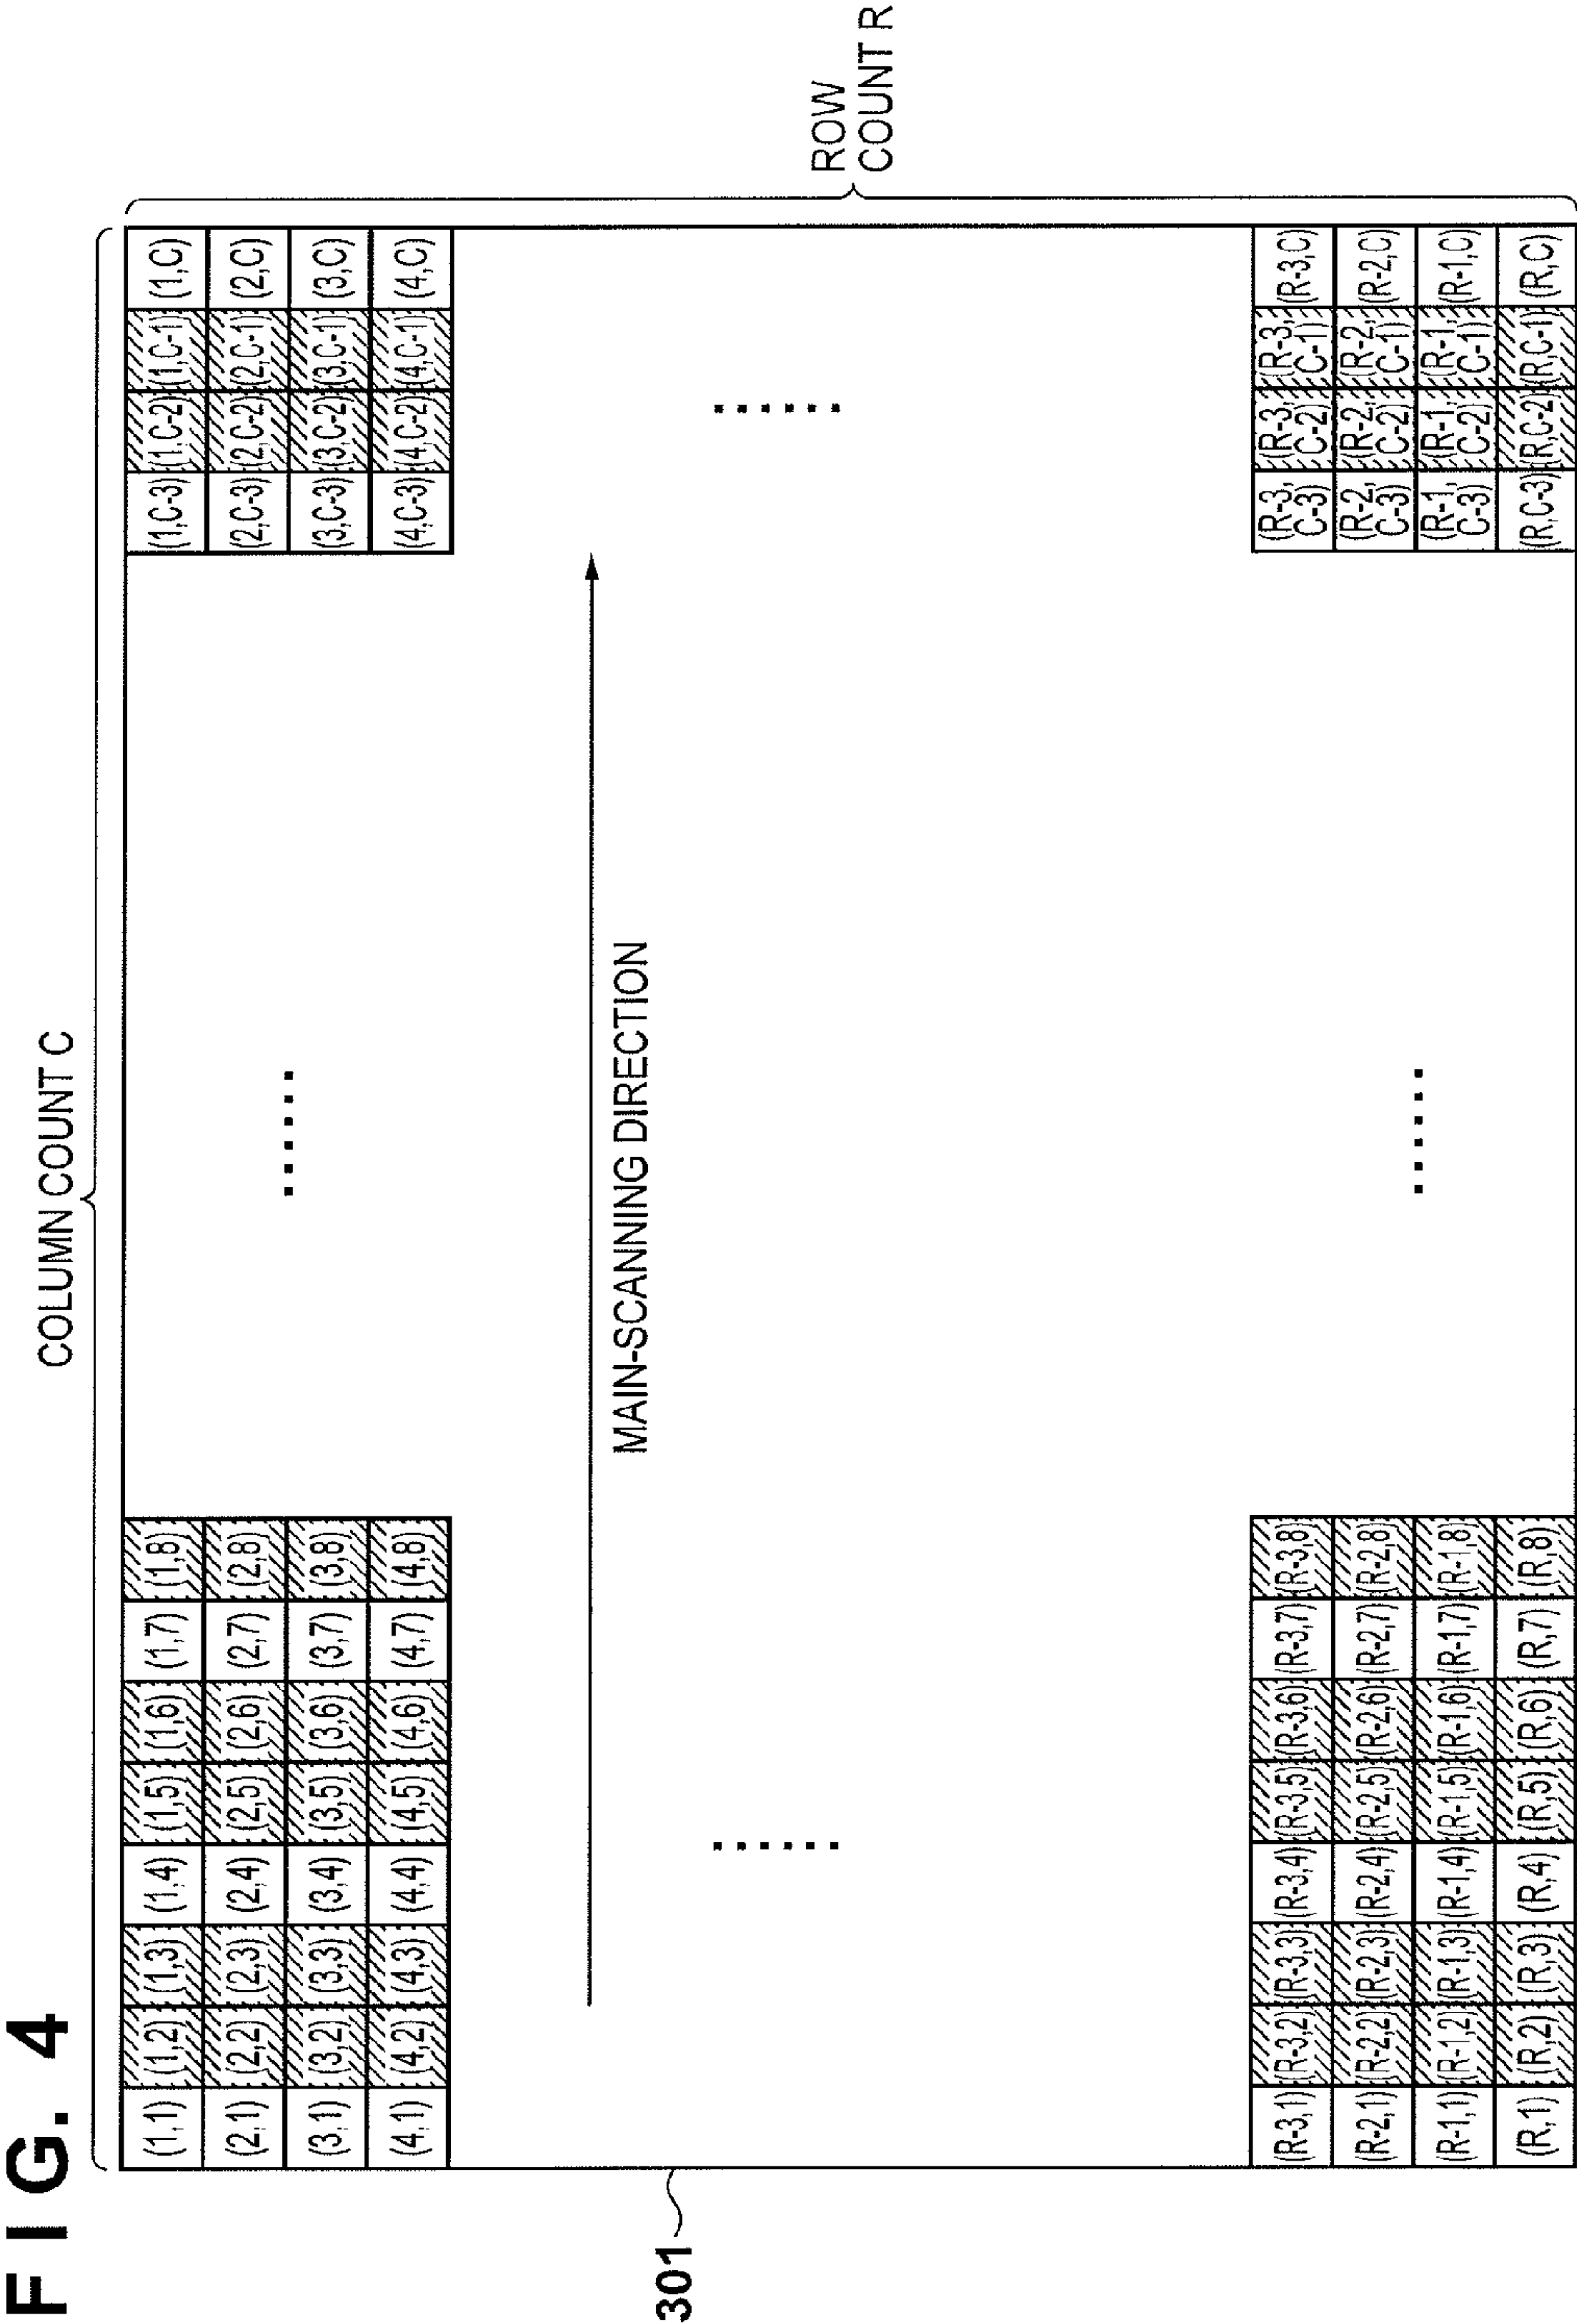 FIG. 4
COLUMN COUNT C
(1,1) (1,2) (1,3) (1,4) (1,5) (1,6) (1,7) (1,8) (1,C-3) (1,C-2) (1,C-1) (1,C)
(2,1) (2,2) (2,3) (2,4) (2,5) (2,6) (2,7) (2,8) ...... (2,C-3) (2,C-2) (2,C-1) (2,C)
(3,1) (3,2) (3,3) (3,4) (3,5) (3,6) (3,7) (3,8) (3,C-3) (3,C-2) (3,C-1) (3,C)
(4,1) (4,2) (4,3) (4,4) (4,5) (4,6) (4,7) (4,8) (4,C-3) (4,C-2) (4,C-1) (4,C)
301
MAIN-SCANNING DIRECTION
...... ......
ROW
COUNT R
(R-3,1) (R-3,2) (R-3,3) (R-3,4) (R-3,5) (R-3,6) (R-3,7) (R-3,8) (R-3,C-3) (R-3,C-2) (R-3,C-1) (R-3,C)
(R-2,1) (R-2,2) (R-2,3) (R-2,4) (R-2,5) (R-2,6) (R-2,7) (R-2,8) (R-2,C-3) (R-2,C-2) (R-2,C-1) (R-2,C)
(R-1,1) (R-1,2) (R-1,3) (R-1,4) (R-1,5) (R-1,6) (R-1,7) (R-1,8) ...... (R-1,C-3) (R-1,C-2) (R-1,C-1) (R-1,C)
(R,1) (R,2) (R,3) (R,4) (R,5) (R,6) (R,7) (R,8) (R,C-3) (R,C-2) (R,C-1) (R,C)